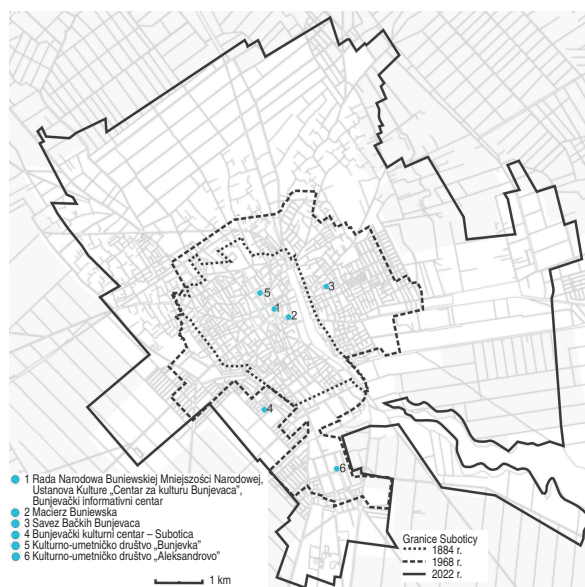 5
3
1
2
4
6
1 Rada Narodowa Buniewskiej Mniejszości Narodowej,
Ustanova Kulture „Centar za kulturu Bunjevaca”,
Bunjevački informativni centar
2 Macierz Buniewska
3 Savez Bačkih Bunjevaca
4 Bunjevački kulturni centar – Subotica
5 Kulturno-umetničko društvo „Bunjevka”
6 Kulturno-umetničko društvo „Aleksandrovo”
1 km
Granice Suboticy
1884 r.
1968 r.
2022 r.